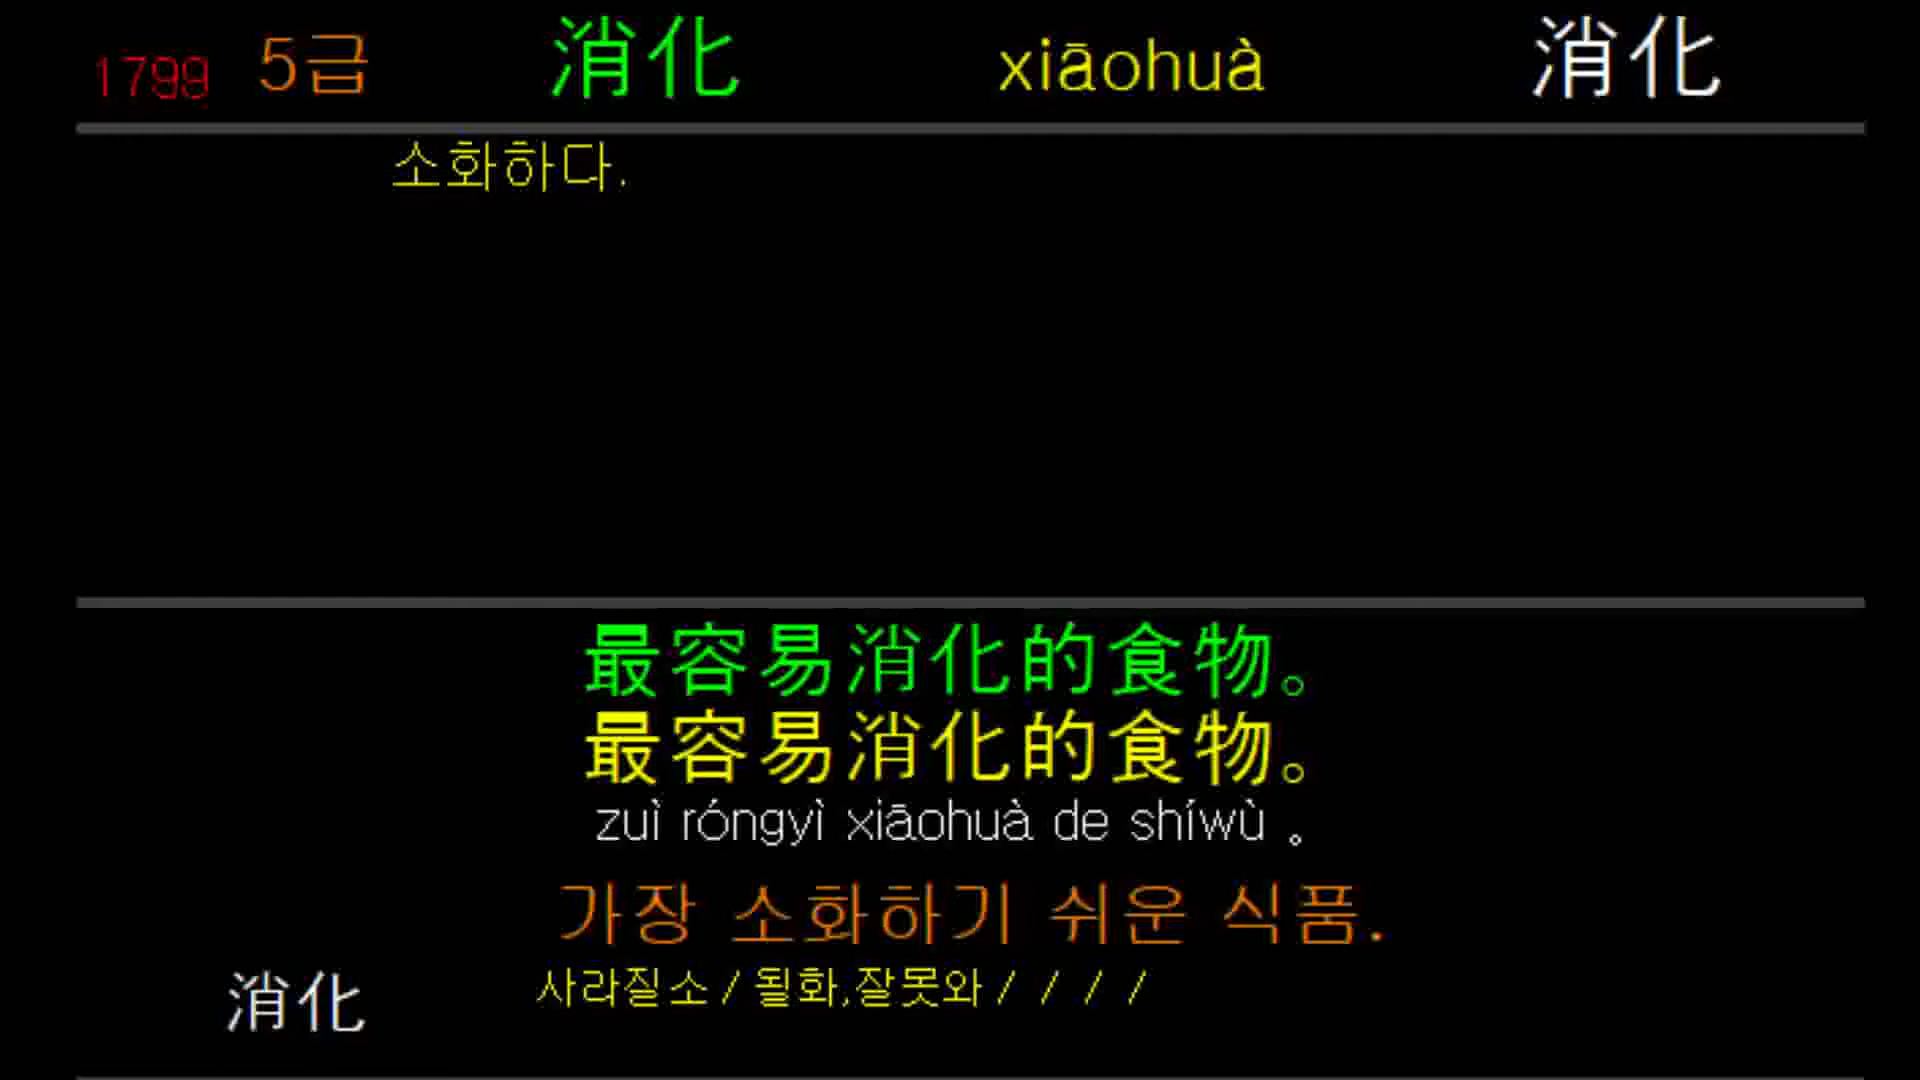 1799 5급 消化 xiāohuà 消化
소화하다.
最容易消化的食物。
最容易消化的食物。
zuì róngyì xiāohuà de shíwù 。
가장 소화하기 쉬운 식품.
消化 사라질소 / 될화,잘못와 / / / /